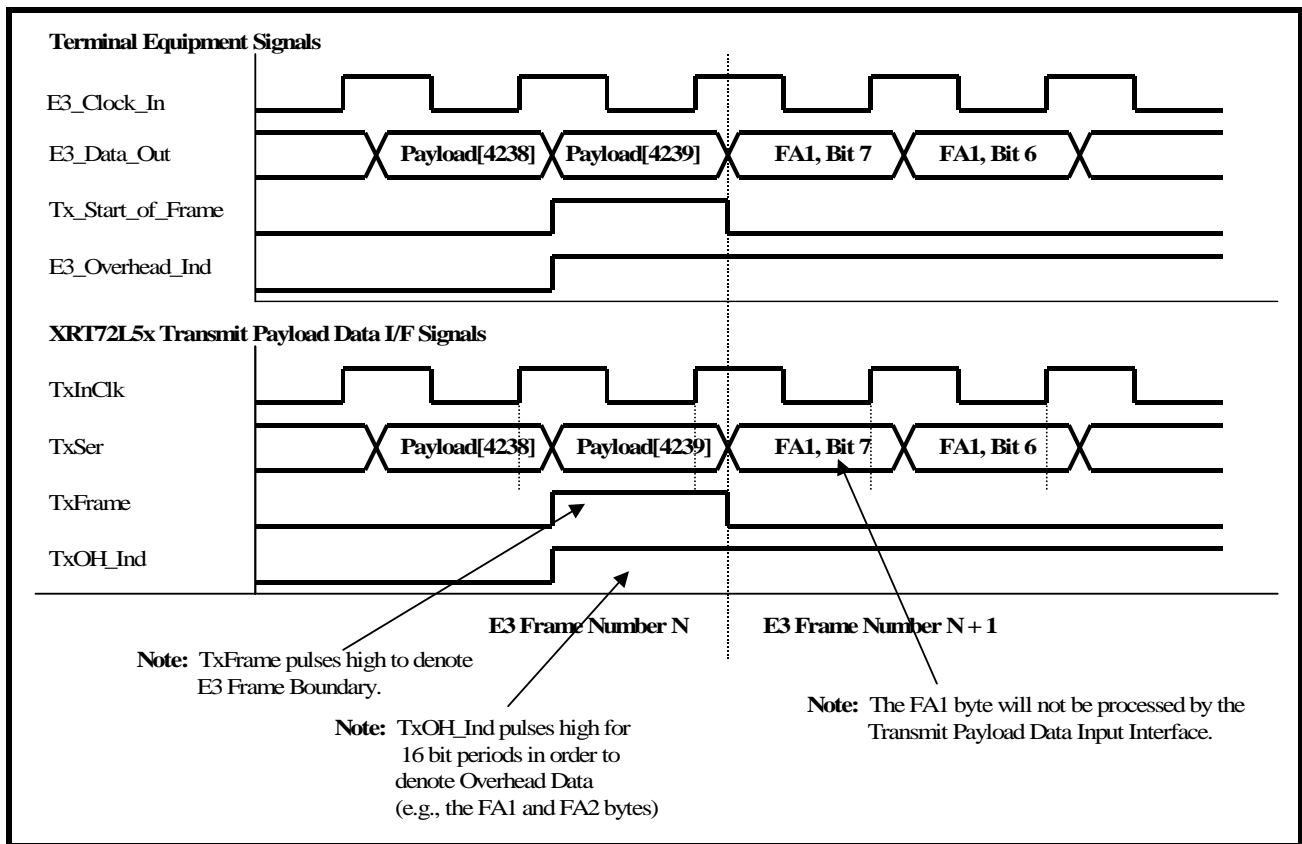 Terminal Equipment Signals
E3_Clock_In
E3_Data_Out
Payload[4238]
Payload[4239]
FA1, Bit 7
FA1, Bit 6
Tx_Start_of_Frame
E3_Overhead_Ind
XRT72L5x Transmit Payload Data I/F Signals
TxInClk
TxSer
Payload[4238]
Payload[4239]
FA1, Bit 7
FA1, Bit 6
TxFrame
TxOH_Ind
E3 Frame Number N
E3 Frame Number N + 1
Note: TxFrame pulses high to denote
E3 Frame Boundary.
Note: TxOH_Ind pulses high for
16 bit periods in order to
denote Overhead Data
(e.g., the FA1 and FA2 bytes)
Note: The FA1 byte will not be processed by the
Transmit Payload Data Input Interface.